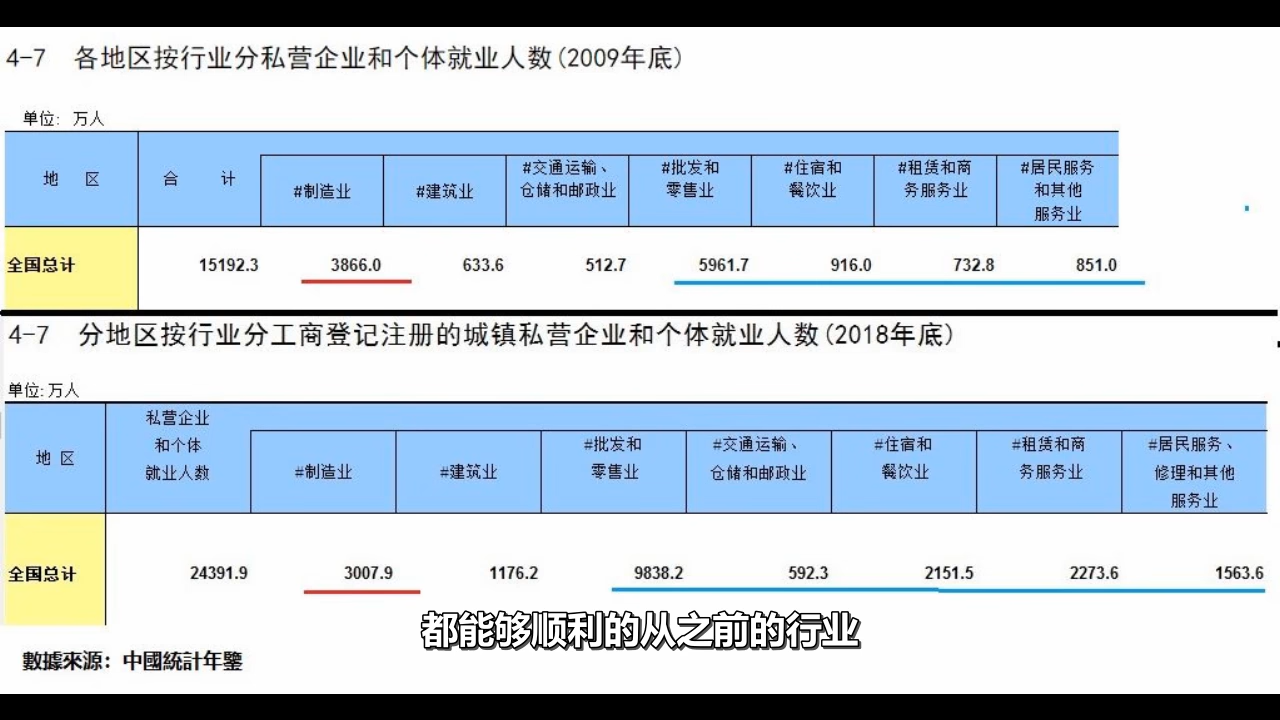 4-7 各地区按行业分私营企业和个体就业人数(2009年底)
单位: 万人
地 区 合 计 #制造业 #建筑业 #交通运输、仓储和邮政业 #批发和零售业 #住宿和餐饮业 #租赁和商务服务业 #居民服务和其他服务业
全国总计 15192.3 3866.0 633.6 512.7 5961.7 916.0 732.8 851.0
4-7 分地区按行业分工商登记注册的城镇私营企业和个体就业人数(2018年底)
单位:万人
地 区 私营企业和个体就业人数 #制造业 #建筑业 #批发和零售业 #交通运输、仓储和邮政业 #住宿和餐饮业 #租赁和商务服务业 #居民服务、修理和其他服务业
全国总计 24391.9 3007.9 1176.2 9838.2 592.3 2151.5 2273.6 1563.6
都能够顺利的从之前的行业
數據來源：中國統計年鑒